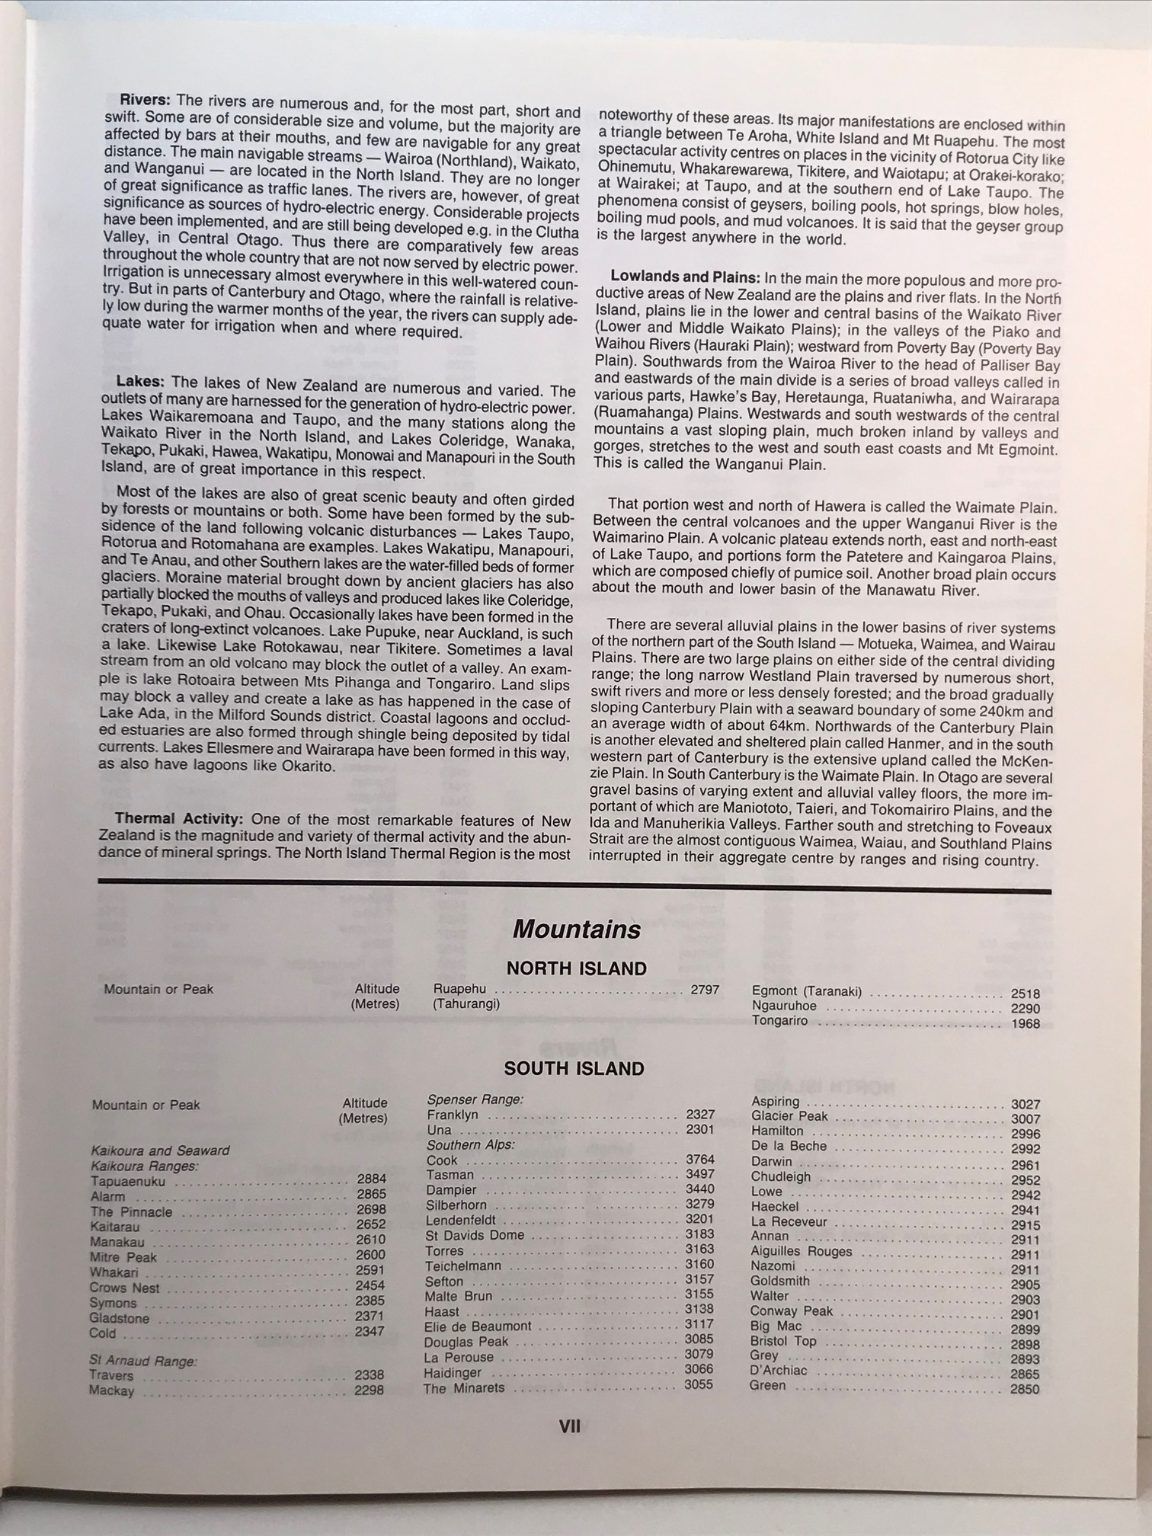 Rivers: The rivers are numerous and, for the most part, short and
swift. Some are of considerable size and volume, but the majority are
affected by bars at their mouths, and few are navigable for any great
distance. The main navigable streams — Wairoa (Northland), Waikato,
and Wanganui — are located in the North Island. They are no longer
of great significance as traffic lanes. The rivers are, however, of great
significance as sources of hydro-electric energy. Considerable projects
have been implemented, and are still being developed e.g. in the Clutha
Valley, in Central Otago. Thus there are comparatively few areas
throughout the whole country that are not now served by electric power.
Irrigation is unnecessary almost everywhere in this well-watered coun-
try. But in parts of Canterbury and Otago, where the rainfall is relative-
ly low during the warmer months of the year, the rivers can supply ade-
quate water for irrigation when and where required.
Lakes: The lakes of New Zealand are numerous and varied. The
outlets of many are harnessed for the generation of hydro-electric power.
Lakes Waikaremoana and Taupo, and the many stations along the
Waikato River in the North Island, and Lakes Coleridge, Wanaka,
Tekapo, Pukaki, Hawea, Wakatipu, Monowai and Manapouri in the South
Island, are of great importance in this respect.
Most of the lakes are also of great scenic beauty and often girded
by forests or mountains or both. Some have been formed by the sub-
sidence of the land following volcanic disturbances — Lakes Taupo,
Rotorua and Rotomahana are examples. Lakes Wakatipu, Manapouri,
and Te Anau, and other Southern lakes are the water-filled beds of former
glaciers. Moraine material brought down by ancient glaciers has also
partially blocked the mouths of valleys and produced lakes like Coleridge,
Tekapo, Pukaki, and Ohau. Occasionally lakes have been formed in the
craters of long-extinct volcanoes. Lake Pupuke, near Auckland, is such
a lake. Likewise Lake Rotokawau, near Tikitere. Sometimes a laval
stream from an old volcano may block the outlet of a valley. An exam-
ple is lake Rotoaira between Mts Pihanga and Tongariro. Land slips
may block a valley and create a lake as has happened in the case of
Lake Ada, in the Milford Sounds district. Coastal lagoons and occlud-
ed estuaries are also formed through shingle being deposited by tidal
currents. Lakes Ellesmere and Wairarapa have been formed in this way,
as also have lagoons like Okarito.
Thermal Activity: One of the most remarkable features of New
Zealand is the magnitude and variety of thermal activity and the abun-
dance of mineral springs. The North Island Thermal Region is the most
noteworthy of these areas. Its major manifestations are enclosed within
a triangle between Te Aroha, White Island and Mt Ruapehu. The most
spectacular activity centres on places in the vicinity of Rotorua City like
Ohinemutu, Whakarewarewa, Tikitere, and Waiotapu; at Orakei-korako;
at Wairakei; at Taupo, and at the southern end of Lake Taupo. The
phenomena consist of geysers, boiling pools, hot springs, blow holes,
boiling mud pools, and mud volcanoes. It is said that the geyser group
is the largest anywhere in the world.
Lowlands and Plains: In the main the more populous and more pro-
ductive areas of New Zealand are the plains and river flats. In the North
Island, plains lie in the lower and central basins of the Waikato River
(Lower and Middle Waikato Plains); in the valleys of the Piako and
Waihou Rivers (Hauraki Plain); westward from Poverty Bay (Poverty Bay
Plain). Southwards from the Wairoa River to the head of Palliser Bay
and eastwards of the main divide is a series of broad valleys called in
various parts, Hawke's Bay, Heretaunga, Ruataniwha, and Wairarapa
(Ruamahanga) Plains. Westwards and south westwards of the central
mountains a vast sloping plain, much broken inland by valleys and
gorges, stretches to the west and south east coasts and Mt Egmoint.
This is called the Wanganui Plain.
That portion west and north of Hawera is called the Waimate Plain.
Between the central volcanoes and the upper Wanganui River is the
Waimarino Plain. A volcanic plateau extends north, east and north-east
of Lake Taupo, and portions form the Patetere and Kaingaroa Plains,
which are composed chiefly of pumice soil. Another broad plain occurs
about the mouth and lower basin of the Manawatu River.
There are several alluvial plains in the lower basins of river systems
of the northern part of the South Island — Motueka, Waimea, and Wairau
Plains. There are two large plains on either side of the central dividing
range; the long narrow Westland Plain traversed by numerous short,
swift rivers and more or less densely forested; and the broad gradually
sloping Canterbury Plain with a seaward boundary of some 240km and
an average width of about 64km. Northwards of the Canterbury Plain
is another elevated and sheltered plain called Hanmer, and in the south
western part of Canterbury is the extensive upland called the McKen-
zie Plain. In South Canterbury is the Waimate Plain. In Otago are several
gravel basins of varying extent and alluvial valley floors, the more im-
portant of which are Maniototo, Taieri, and Tokomairiro Plains, and the
Ida and Manuherikia Valleys. Farther south and stretching to Foveaux
Strait are the almost contiguous Waimea, Waiau, and Southland Plains
interrupted in their aggregate centre by ranges and rising country.
Mountains
NORTH ISLAND
Mountain or Peak Altitude
(Metres)
Ruapehu 2797
(Tahurangi)
Egmont (Taranaki) 2518
Ngauruhoe 2290
Tongariro 1968
SOUTH ISLAND
Mountain or Peak Altitude
(Metres)
Kaikoura and Seaward
Kaikoura Ranges:
Tapuaenuku 2884
Alarm 2865
The Pinnacle 2698
Kaitarau 2652
Manakau 2610
Mitre Peak 2600
Whakari 2591
Crows Nest 2454
Symons 2385
Gladstone 2371
Cold 2347
St Arnaud Range:
Travers 2338
Mackay 2298
Spenser Range:
Franklyn 2327
Una 2301
Southern Alps:
Cook 3764
Tasman 3497
Dampier 3440
Silberhorn 3279
Lendenfeldt 3201
St Davids Dome 3183
Torres 3163
Teichelmann 3160
Sefton 3157
Malte Brun 3155
Haast 3138
Elie de Beaumont 3117
Douglas Peak 3085
La Perouse 3079
Haidinger 3066
The Minarets 3055
Aspiring 3027
Glacier Peak 3007
Hamilton 2996
De la Beche 2992
Darwin 2961
Chudleigh 2952
Lowe 2942
Haeckel 2941
La Receveur 2915
Annan 2911
Aiguilles Rouges 2911
Nazomi 2911
Goldsmith 2905
Walter 2903
Conway Peak 2901
Big Mac 2899
Bristol Top 2898
Grey 2893
D'Archiac 2865
Green 2850
VII